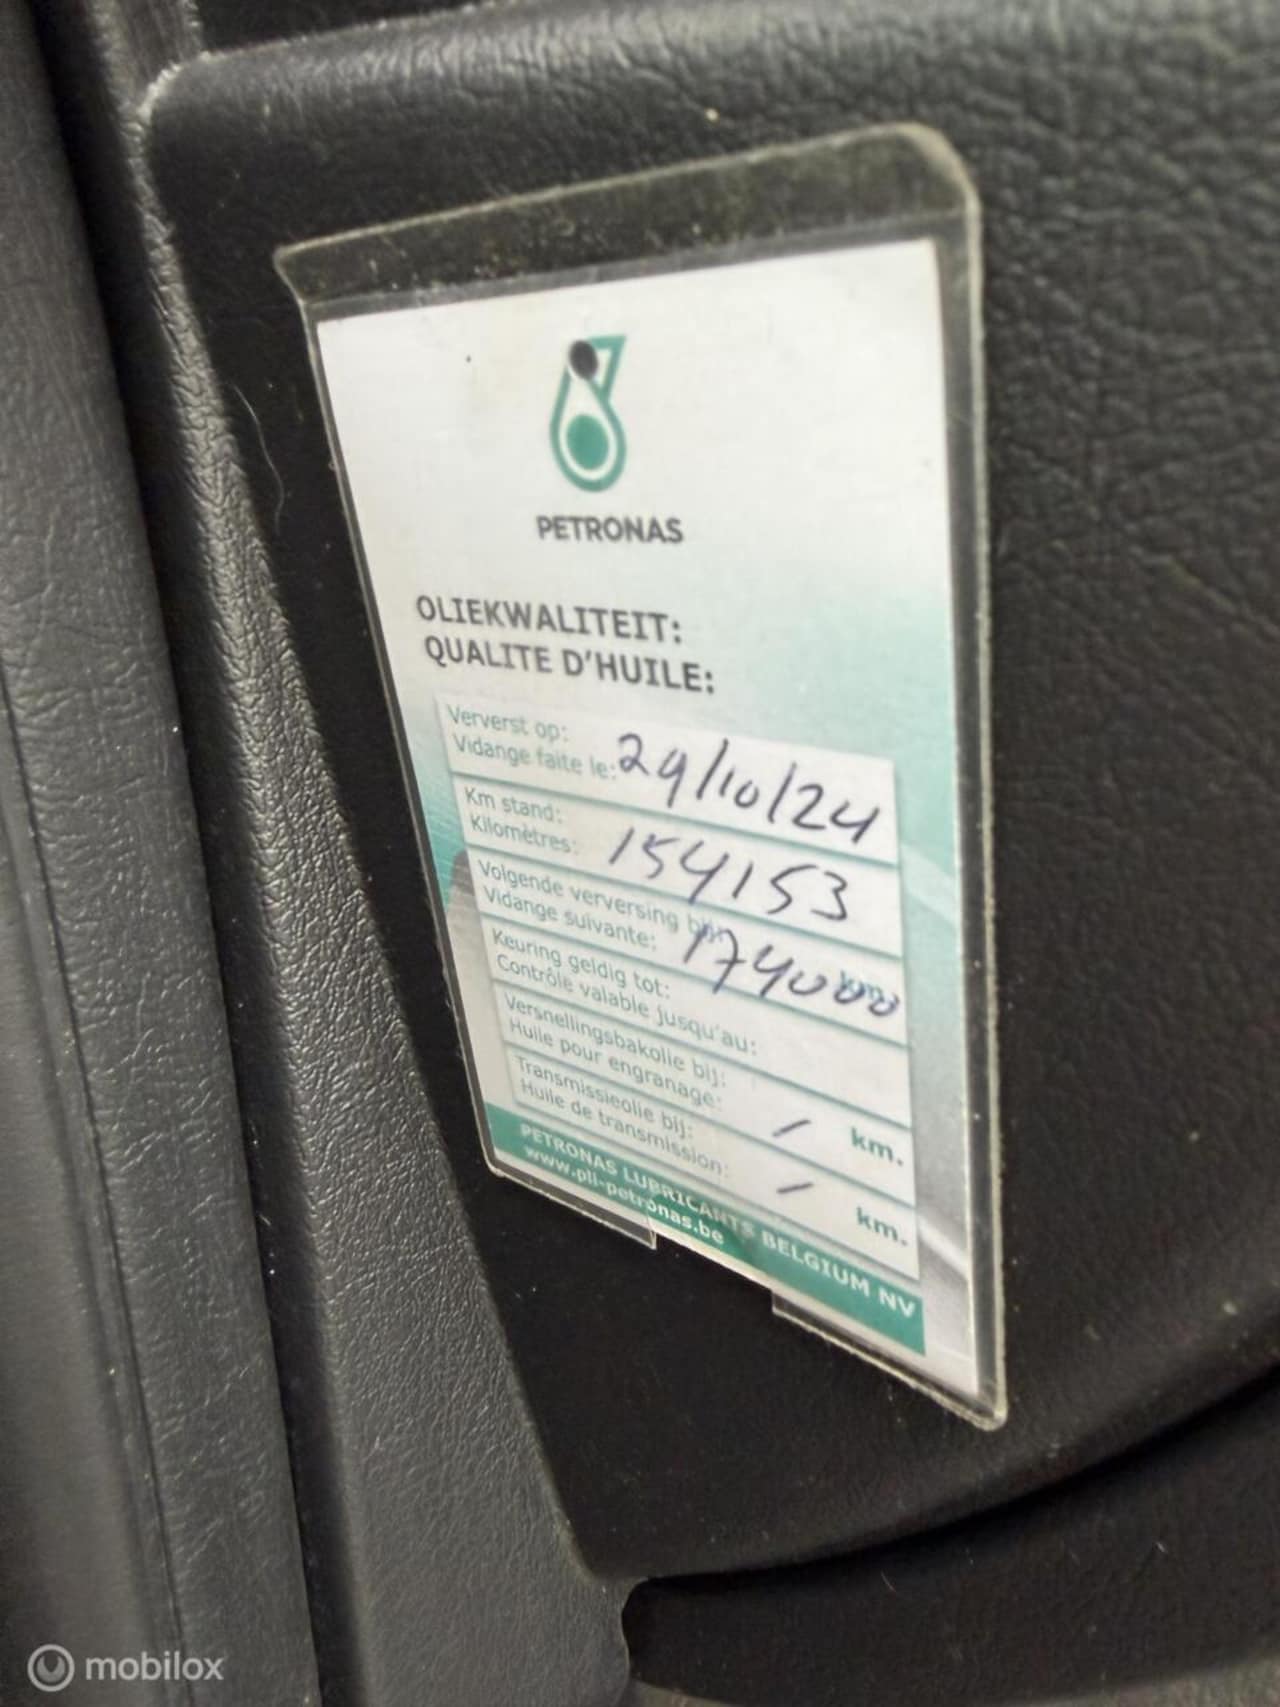 PETRONAS
OLIEKWALITEIT:
QUALITE D'HUILE:
Ververst op:
Vidange faite le: 29/10/24
Km stand:
Kilomètres: 154153
Volgende verversing bij:
Vidange suivante: 174000
Keuring geldig tot:
Contrôle valable jusqu'au:
Versnellingsbakolie bij:
Huile pour engranage: / km.
Transmissieolie bij:
Huile de transmission: / km.
PETRONAS LUBRICANTS BELGIUM NV
www.pli-petronas.be
mobilox